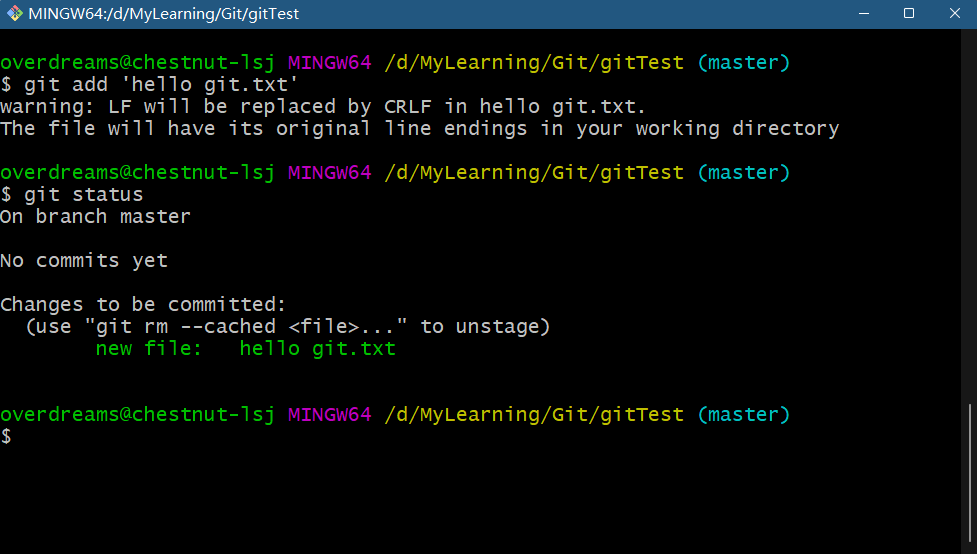 MINGW64:/d/MyLearning/Git/gitTest
overdreams@chestnut-lsj MINGW64 /d/MyLearning/Git/gitTest (master)
$ git add 'hello git.txt'
warning: LF will be replaced by CRLF in hello git.txt.
The file will have its original line endings in your working directory
overdreams@chestnut-lsj MINGW64 /d/MyLearning/Git/gitTest (master)
$ git status
On branch master
No commits yet
Changes to be committed:
  (use "git rm --cached <file>..." to unstage)
        new file:   hello git.txt
overdreams@chestnut-lsj MINGW64 /d/MyLearning/Git/gitTest (master)
$